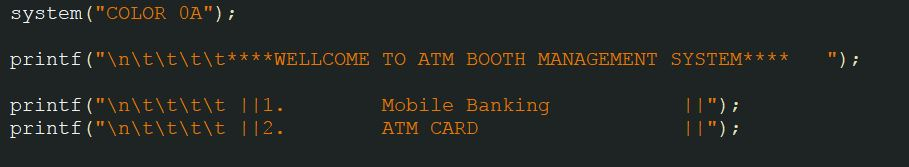 system("COLOR 0A");
printf("\n\t\t\t\t****WELLCOME TO ATM BOOTH MANAGEMENT SYSTEM****   ");
printf("\n\t\t\t\t ||1.        Mobile Banking           ||");
printf("\n\t\t\t\t ||2.        ATM CARD                 ||");